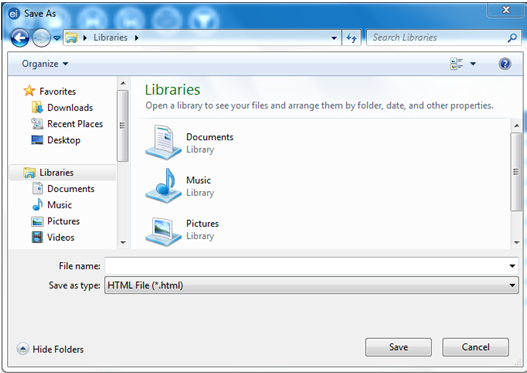 ei Save As
Libraries
Search Libraries
Organize
Favorites
Downloads
Recent Places
Desktop
Libraries
Documents
Music
Pictures
Videos
Libraries
Open a library to see your files and arrange them by folder, date, and other properties.
Documents
Library
Music
Library
Pictures
Library
File name:
Save as type: HTML File (*.html)
Hide Folders
Save
Cancel